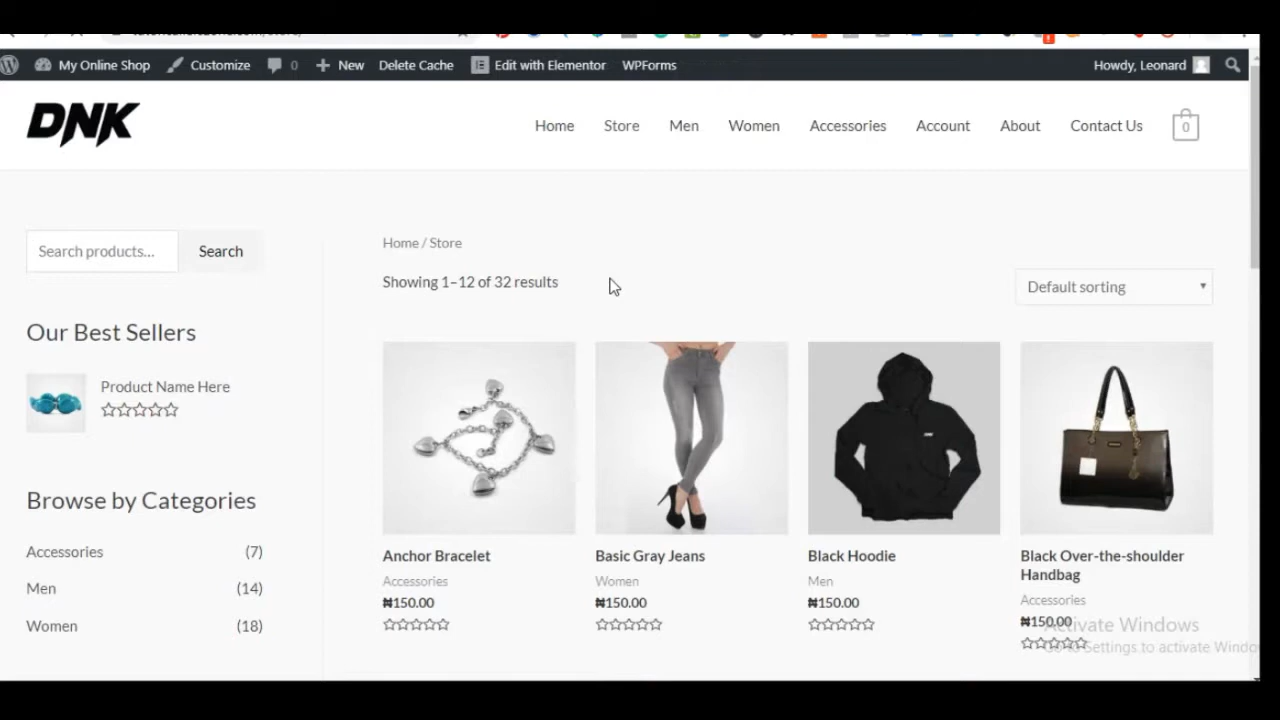 My Online Shop Customize 0 New Delete Cache Edit with Elementor WPForms Howdy, Leonard
DNK
Home Store Men Women Accessories Account About Contact Us 0
Search products... Search
Home / Store
Showing 1–12 of 32 results
Default sorting
Our Best Sellers
Product Name Here
Browse by Categories
Accessories (7)
Men (14)
Women (18)
Anchor Bracelet
Accessories
₦150.00
Basic Gray Jeans
Women
₦150.00
Black Hoodie
Men
₦150.00
Black Over-the-shoulder
Handbag
Accessories
₦150.00
Activate Windows
Go to Settings to activate Windo